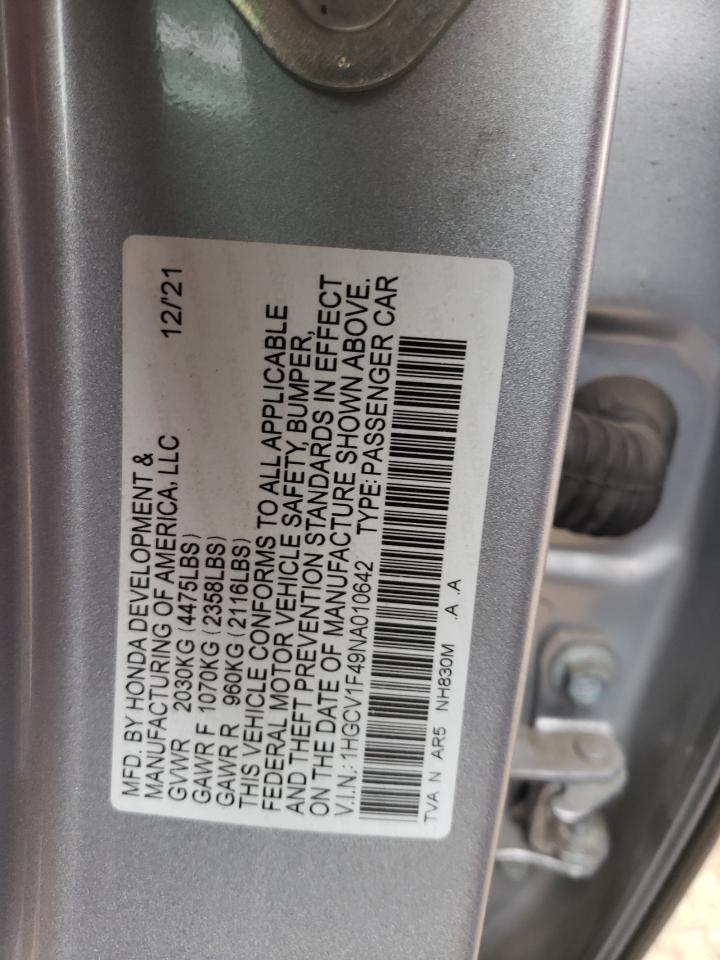 MFD. BY HONDA DEVELOPMENT &
MANUFACTURING OF AMERICA, LLC 12/'21
GVWR 2030KG (4475LBS)
GAWR F 1070KG (2358LBS)
GAWR R 960KG (2116LBS)
THIS VEHICLE CONFORMS TO ALL APPLICABLE
FEDERAL MOTOR VEHICLE SAFETY, BUMPER,
AND THEFT PREVENTION STANDARDS IN EFFECT
ON THE DATE OF MANUFACTURE SHOWN ABOVE.
V.I.N.: 1HGCV1F49NA010642 TYPE: PASSENGER CAR
TVA N AR5 NH830M .A .A